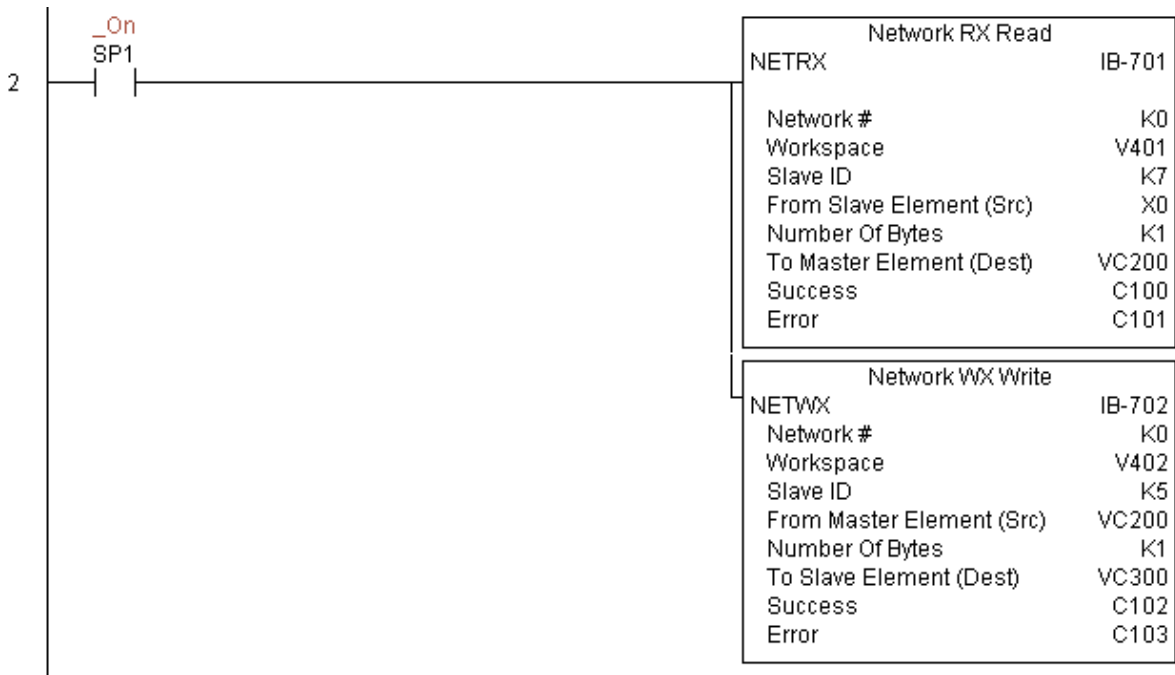 _On
SP1
2
Network RX Read
NETRX IB-701
Network # K0
Workspace V401
Slave ID K7
From Slave Element (Src) X0
Number Of Bytes K1
To Master Element (Dest) VC200
Success C100
Error C101
Network WX Write
NETWX IB-702
Network # K0
Workspace V402
Slave ID K5
From Master Element (Src) VC200
Number Of Bytes K1
To Slave Element (Dest) VC300
Success C102
Error C103